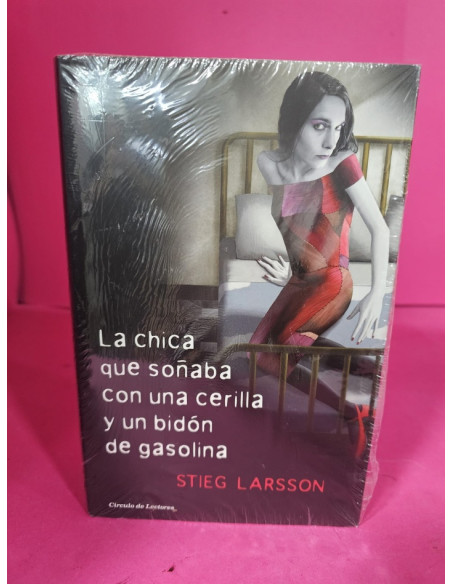 La chica
que soñaba
con una cerilla
y un bidón
de gasolina
STIEG LARSSON
Círculo de Lectores